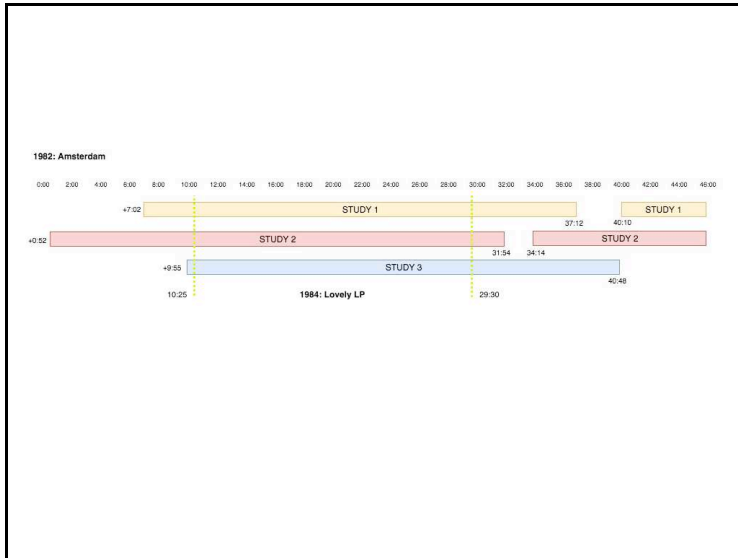 1982: Amsterdam
0:00 2:00 4:00 6:00 8:00 10:00 12:00 14:00 16:00 18:00 20:00 22:00 24:00 26:00 28:00 30:00 32:00 34:00 36:00 38:00 40:00 42:00 44:00 46:00
+7:02 STUDY 1 STUDY 1
37:12 40:10
+0:52 STUDY 2 STUDY 2
31:54 34:14
+9:55 STUDY 3
40:48
10:25 1984: Lovely LP 29:30